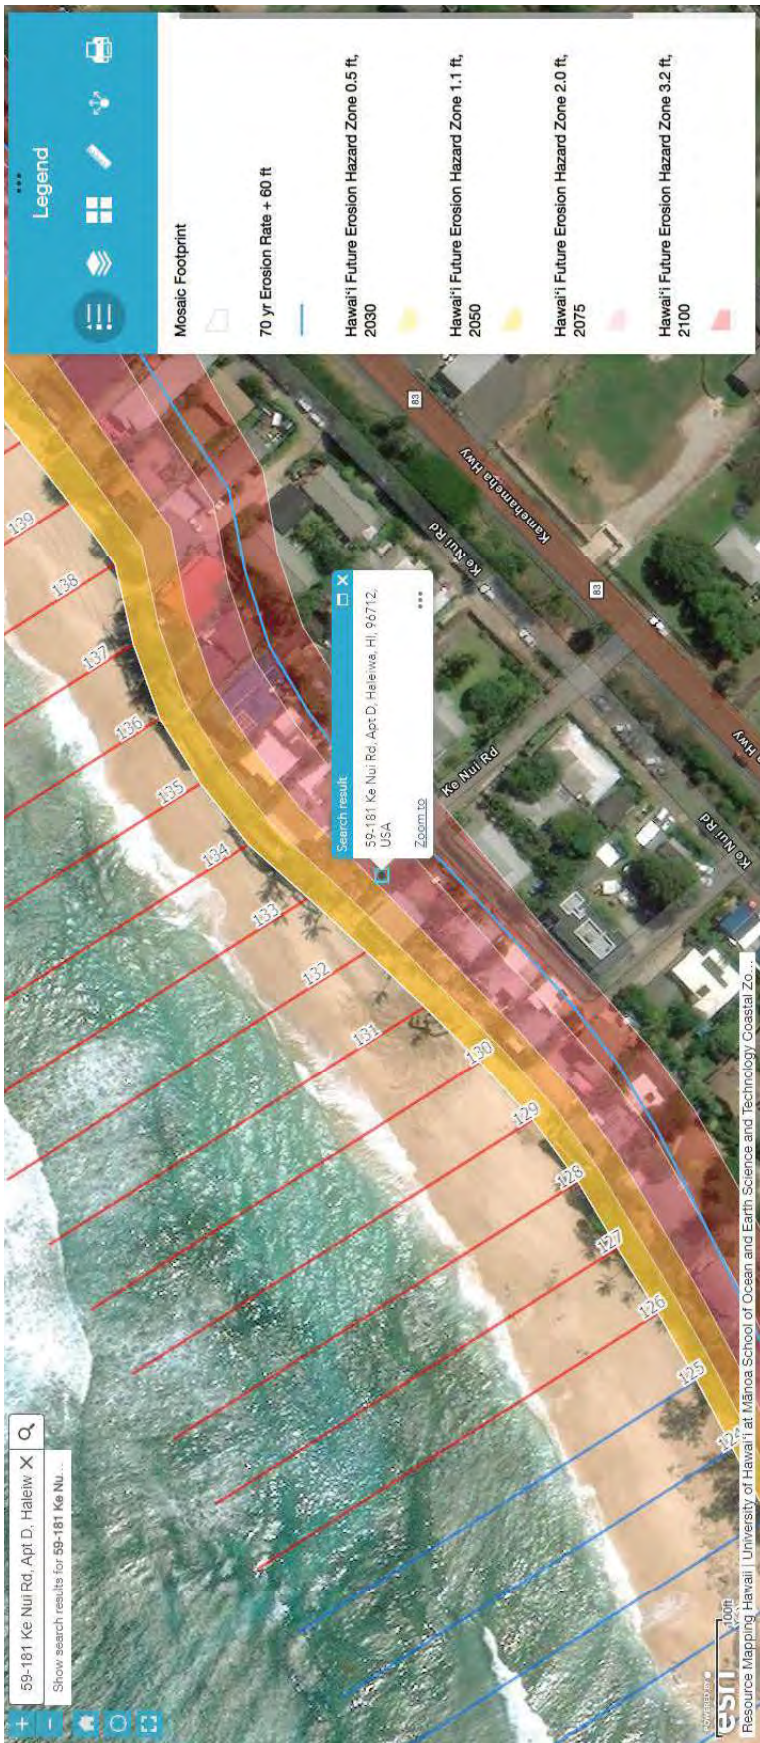 59-181 Ke Nui Rd, Apt D, Haleiw
Show search results for 59-181 Ke Nu...
Legend
Mosaic Footprint
70 yr Erosion Rate + 60 ft
Hawai'i Future Erosion Hazard Zone 0.5 ft,
2030
Hawai'i Future Erosion Hazard Zone 1.1 ft,
2050
Hawai'i Future Erosion Hazard Zone 2.0 ft,
2075
Hawai'i Future Erosion Hazard Zone 3.2 ft,
2100
Search result
59-181 Ke Nui Rd, Apt D, Haleiwa, HI, 96712,
USA
Zoom to
124
125
126
127
128
129
130
131
132
133
134
135
136
137
138
139
Ke Nui Rd
Ke Nui Rd
Ke Nui Rd
Kamehameha Hwy
Hwy
83
83
100ft
POWERED BY
esri
Resource Mapping Hawaii | University of Hawai'i at Mānoa School of Ocean and Earth Science and Technology Coastal Zo...